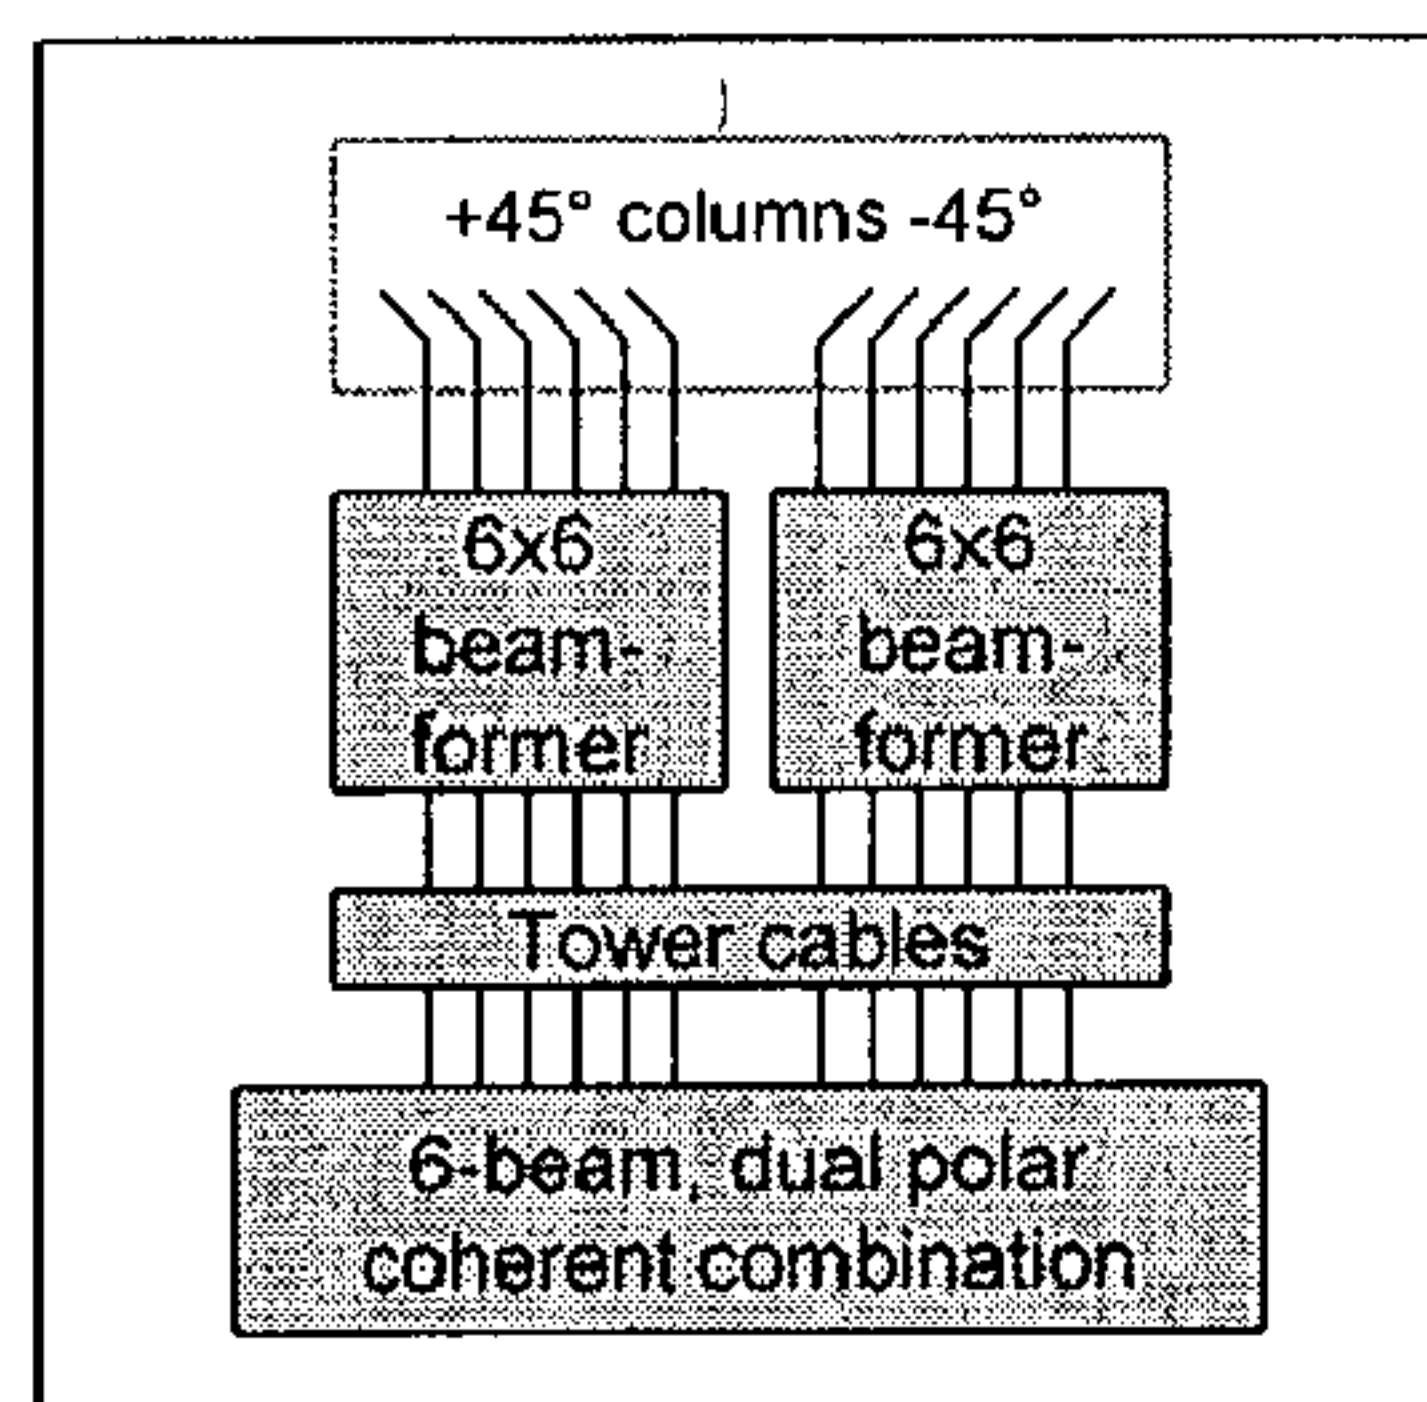 +45° columns -45°
6x6
beam-
former
6x6
beam-
former
Tower cables
6-beam, dual polar
coherent combination